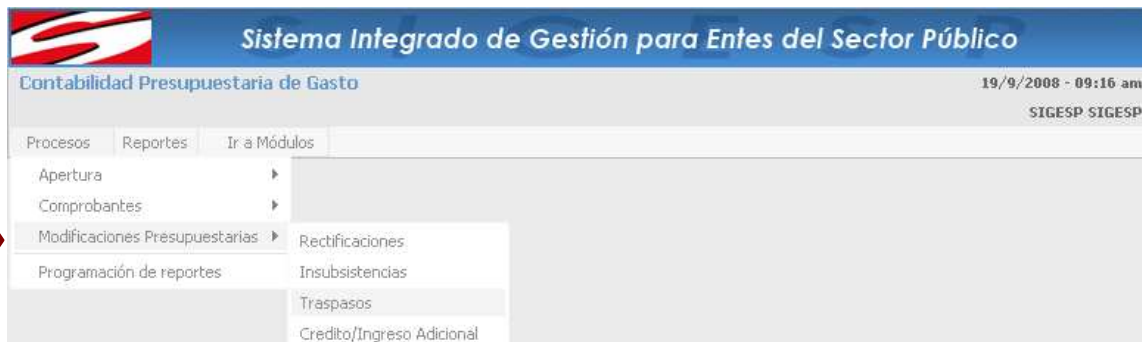 Sistema Integrado de Gestión para Entes del Sector Público
Contabilidad Presupuestaria de Gasto
19/9/2008 - 09:16 am
SIGESP SIGESP
Procesos Reportes Ir a Módulos
Apertura
Comprobantes
Modificaciones Presupuestarias
Programación de reportes
Rectificaciones
Insubsistencias
Traspasos
Credito/Ingreso Adicional